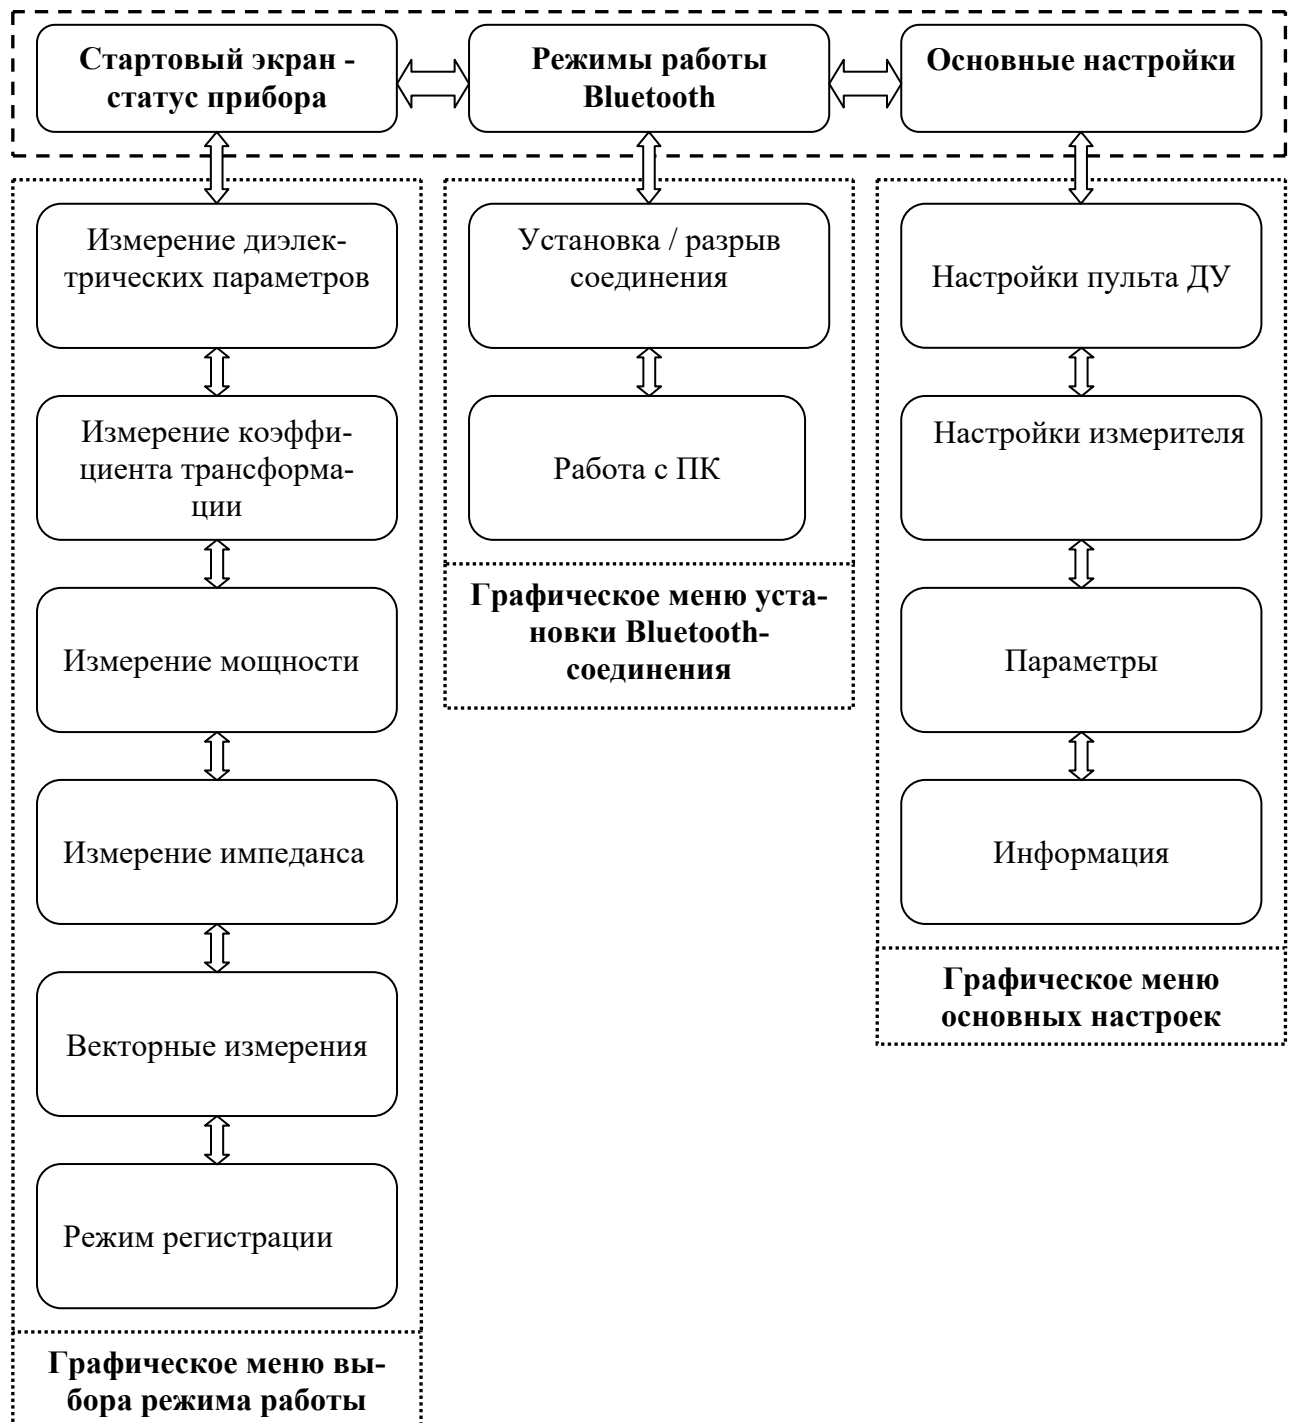 Стартовый экран -
статус прибора
Режимы работы
Bluetooth
Основные настройки
Измерение диэлек-
трических параметров
Измерение коэффи-
циента трансформа-
ции
Измерение мощности
Измерение импеданса
Векторные измерения
Режим регистрации
Графическое меню вы-
бора режима работы
Установка / разрыв
соединения
Работа с ПК
Графическое меню уста-
новки Bluetooth-
соединения
Настройки пульта ДУ
Настройки измерителя
Параметры
Информация
Графическое меню
основных настроек